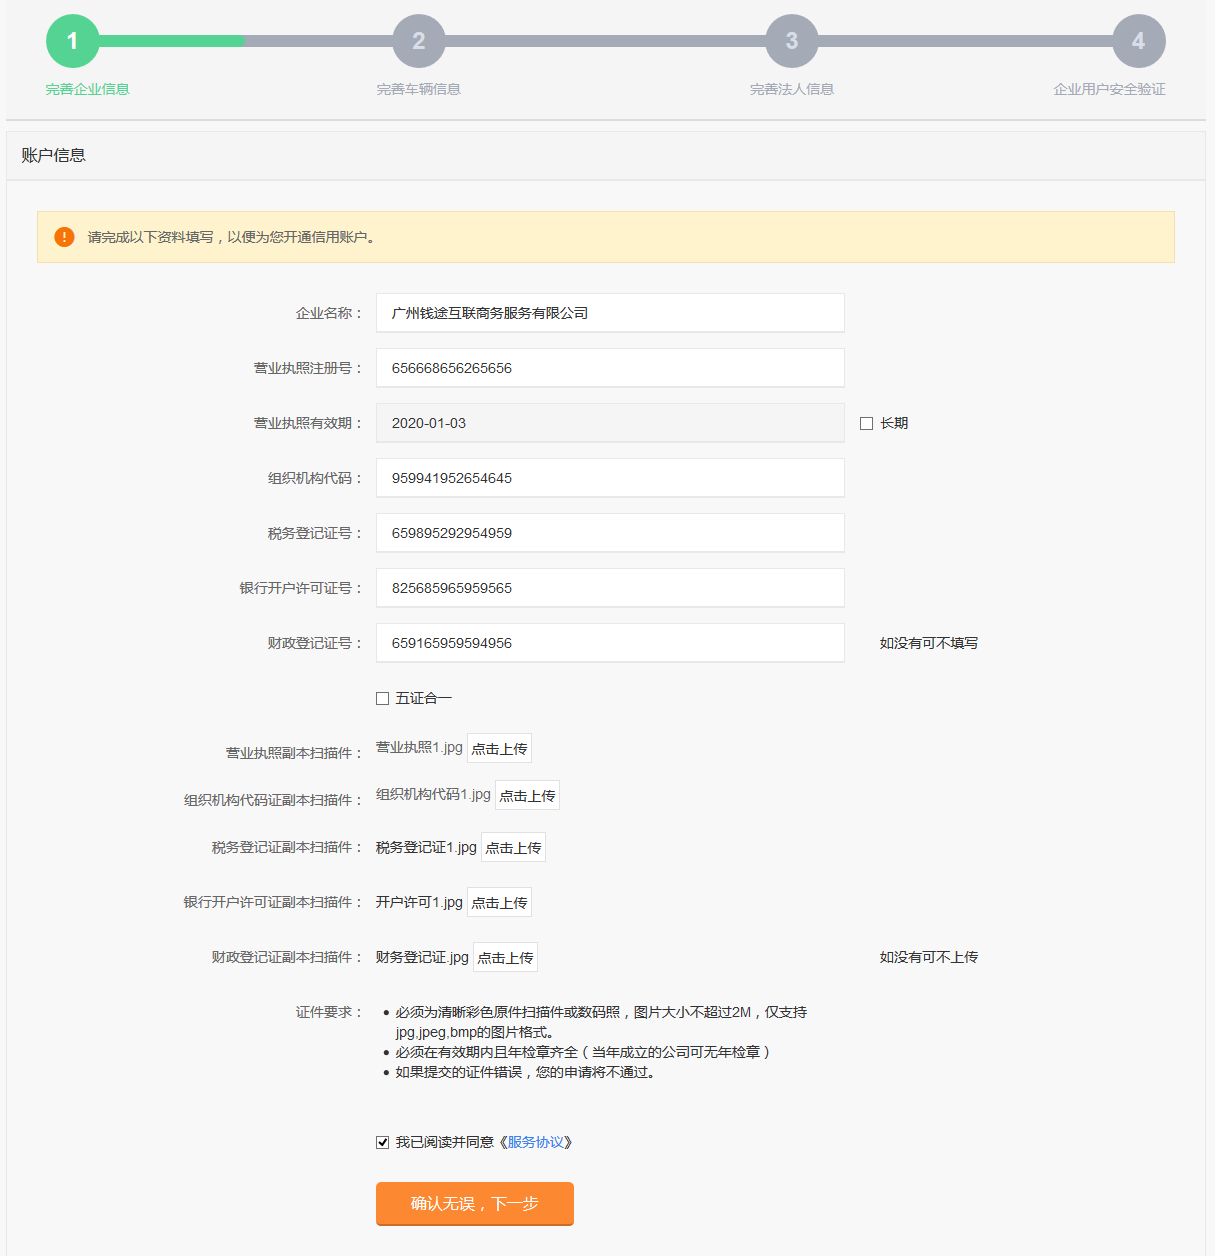 1
2
3
4
完善企业信息
完善车辆信息
完善法人信息
企业用户安全验证
账户信息
请完成以下资料填写，以便为您开通信用账户。
企业名称： 广州钱途互联商务服务有限公司
营业执照注册号： 656668656265656
营业执照有效期： 2020-01-03 长期
组织机构代码： 959941952654645
税务登记证号： 659895292954959
银行开户许可证号： 825685965959565
财政登记证号： 659165959594956 如没有可不填写
五证合一
营业执照副本扫描件： 营业执照1.jpg 点击上传
组织机构代码证副本扫描件： 组织机构代码1.jpg 点击上传
税务登记证副本扫描件： 税务登记证1.jpg 点击上传
银行开户许可证副本扫描件： 开户许可1.jpg 点击上传
财政登记证副本扫描件： 财务登记证.jpg 点击上传 如没有可不上传
证件要求： • 必须为清晰彩色原件扫描件或数码照，图片大小不超过2M，仅支持
jpg,jpeg,bmp的图片格式。
• 必须在有效期内且年检章齐全（当年成立的公司可无年检章）
• 如果提交的证件错误，您的申请将不通过。
我已阅读并同意《服务协议》
确认无误，下一步